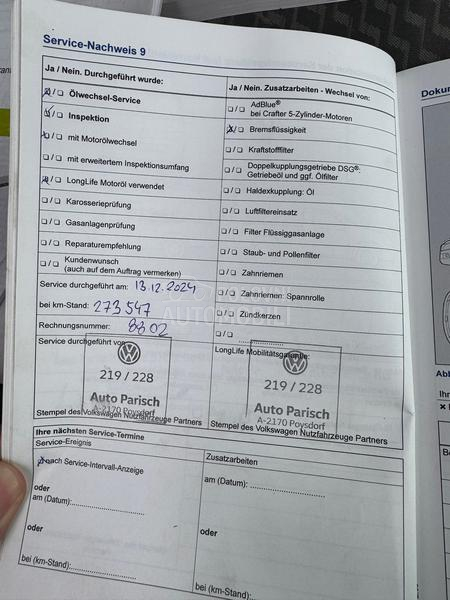 Service-Nachweis 9
Ja / Nein. Durchgeführt wurde:
☒/☐ Ölwechsel-Service
☒/☐ Inspektion
☒/☐ mit Motorölwechsel
☐/☐ mit erweitertem Inspektionsumfang
☒/☐ LongLife Motoröl verwendet
☐/☐ Karosserieprüfung
☐/☐ Gasanlagenprüfung
☐/☐ Reparaturempfehlung
☐/☐ Kundenwunsch
(auch auf dem Auftrag vermerken)
Service durchgeführt am: 13.12.2024
bei km-Stand: 273.547
Rechnungsnummer: 8802
Service durchgeführt von
219 / 228
Auto Parisch
A-2170 Poysdorf
Stempel des Volkswagen Nutzfahrzeuge Partners
Ja / Nein. Zusatzarbeiten - Wechsel von:
☐/☐ AdBlue®
bei Crafter 5-Zylinder-Motoren
☒/☐ Bremsflüssigkeit
☐/☐ Kraftstofffilter
☐/☐ Doppelkupplungsgetriebe DSG®:
Getriebeöl und ggf. Ölfilter
☐/☐ Haldexkupplung: Öl
☐/☐ Luftfiltereinsatz
☐/☐ Filter Flüssiggasanlage
☐/☐ Staub- und Pollenfilter
☐/☐ Zahnriemen
☐/☐ Zahnriemen: Spannrolle
☐/☐ Zündkerzen
☐/☐ ....................
LongLife Mobilitätsgarantie:
219 / 228
Auto Parisch
A-2170 Poysdorf
Stempel des Volkswagen Nutzfahrzeuge Partners
Ihre nächsten Service-Termine
Service-Ereignis
☒ nach Service-Intervall-Anzeige
oder
am (Datum):....................
oder
bei (km-Stand):....................
Zusatzarbeiten
am (Datum): ....................
oder
bei (km-Stand):....................
Dokum
Abb
Ihr